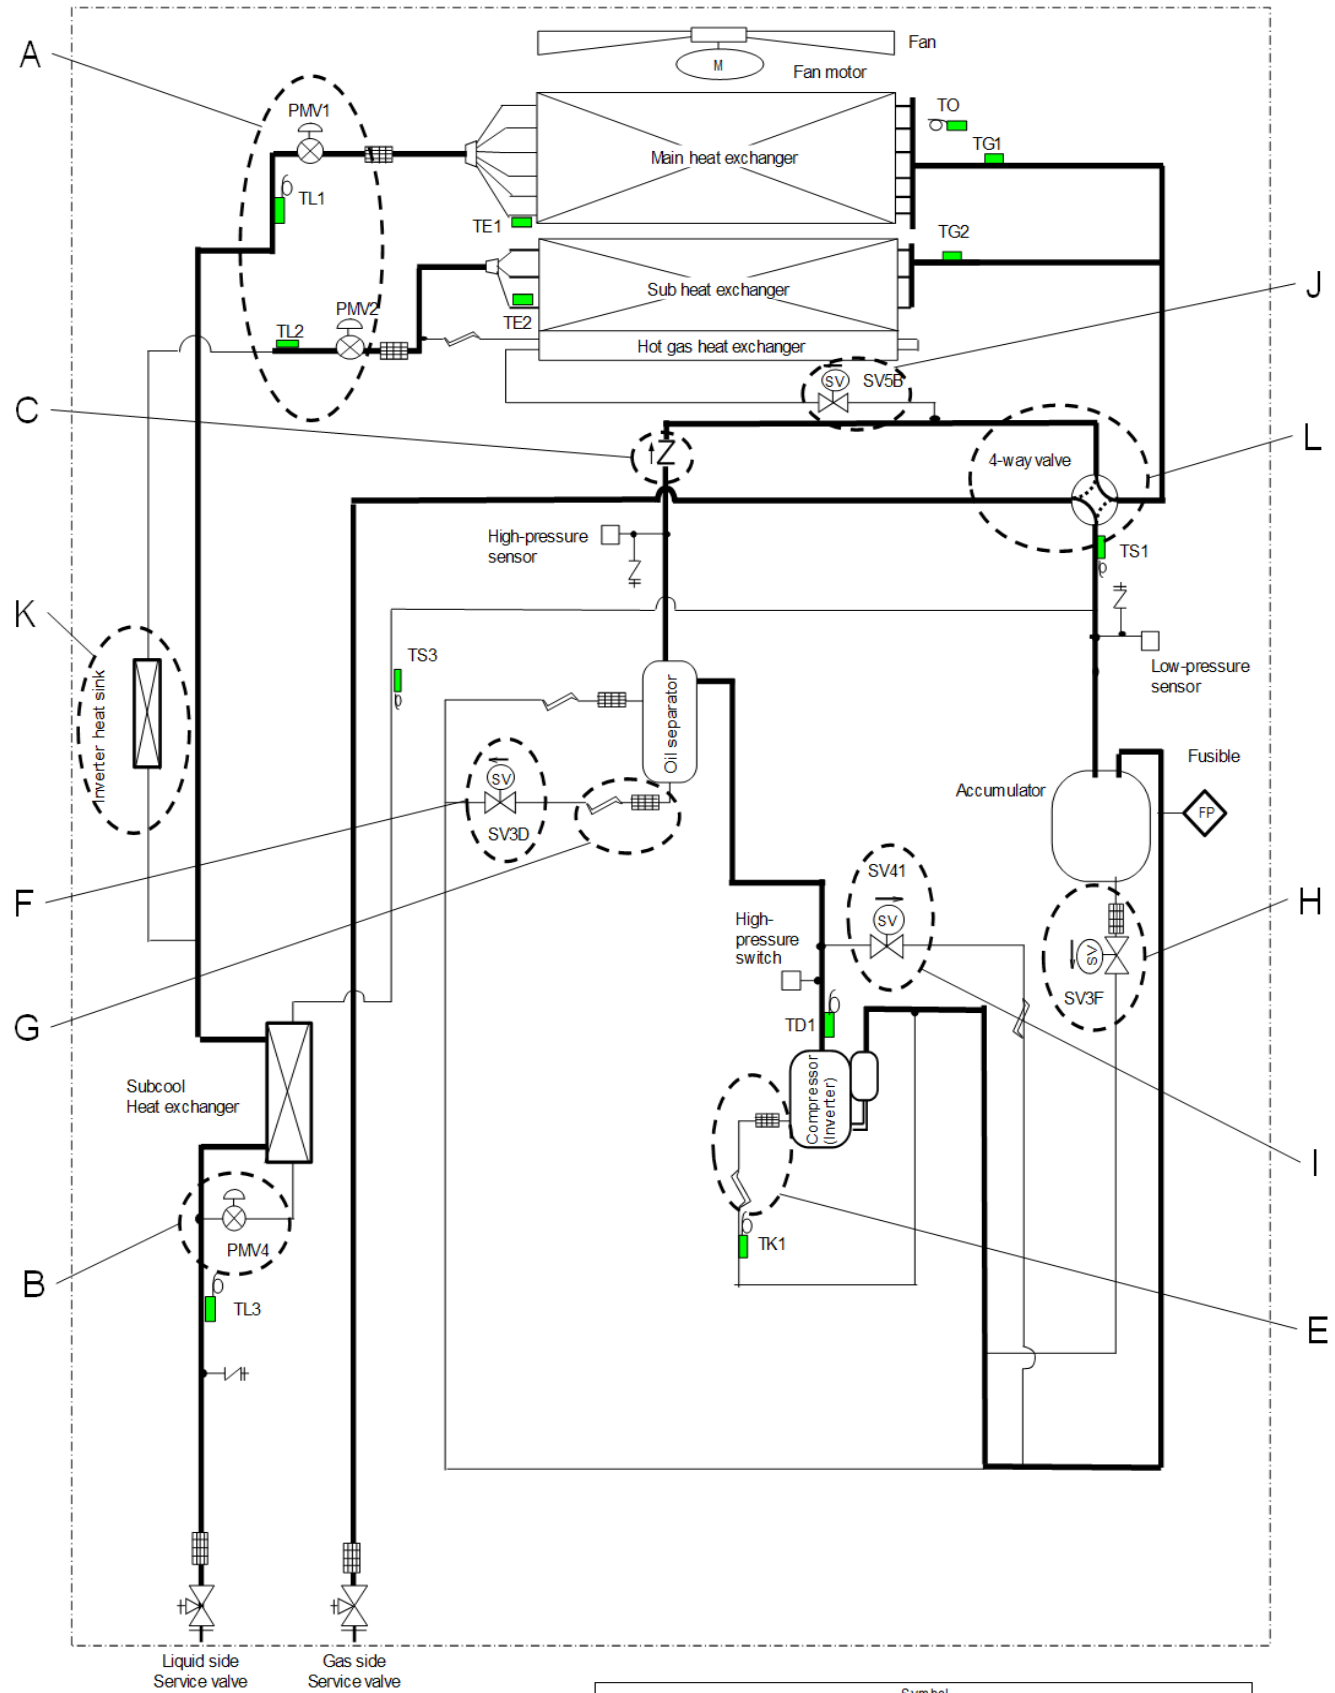 Fan
A
M
Fan motor
PMV1
TO
TG1
Main heat exchanger
TL1
TE1
TG2
J
Sub heat exchanger
PMV2
TE2
TL2
Hot gas heat exchanger
SV
SV5B
C
L
4-way valve
High-pressure
sensor
TS1
K
TS3
Low-pressure
sensor
Inverter heat sink
Oil separator
Fusible
SV
Accumulator
FP
SV3D
SV41
F
H
SV
High-
pressure
switch
SV
SV3F
G
TD1
Subcool
Heat exchanger
Compressor
(Inverter)
I
PMV4
TK1
B
TL3
E
Liquid side
Service valve
Gas side
Service valve